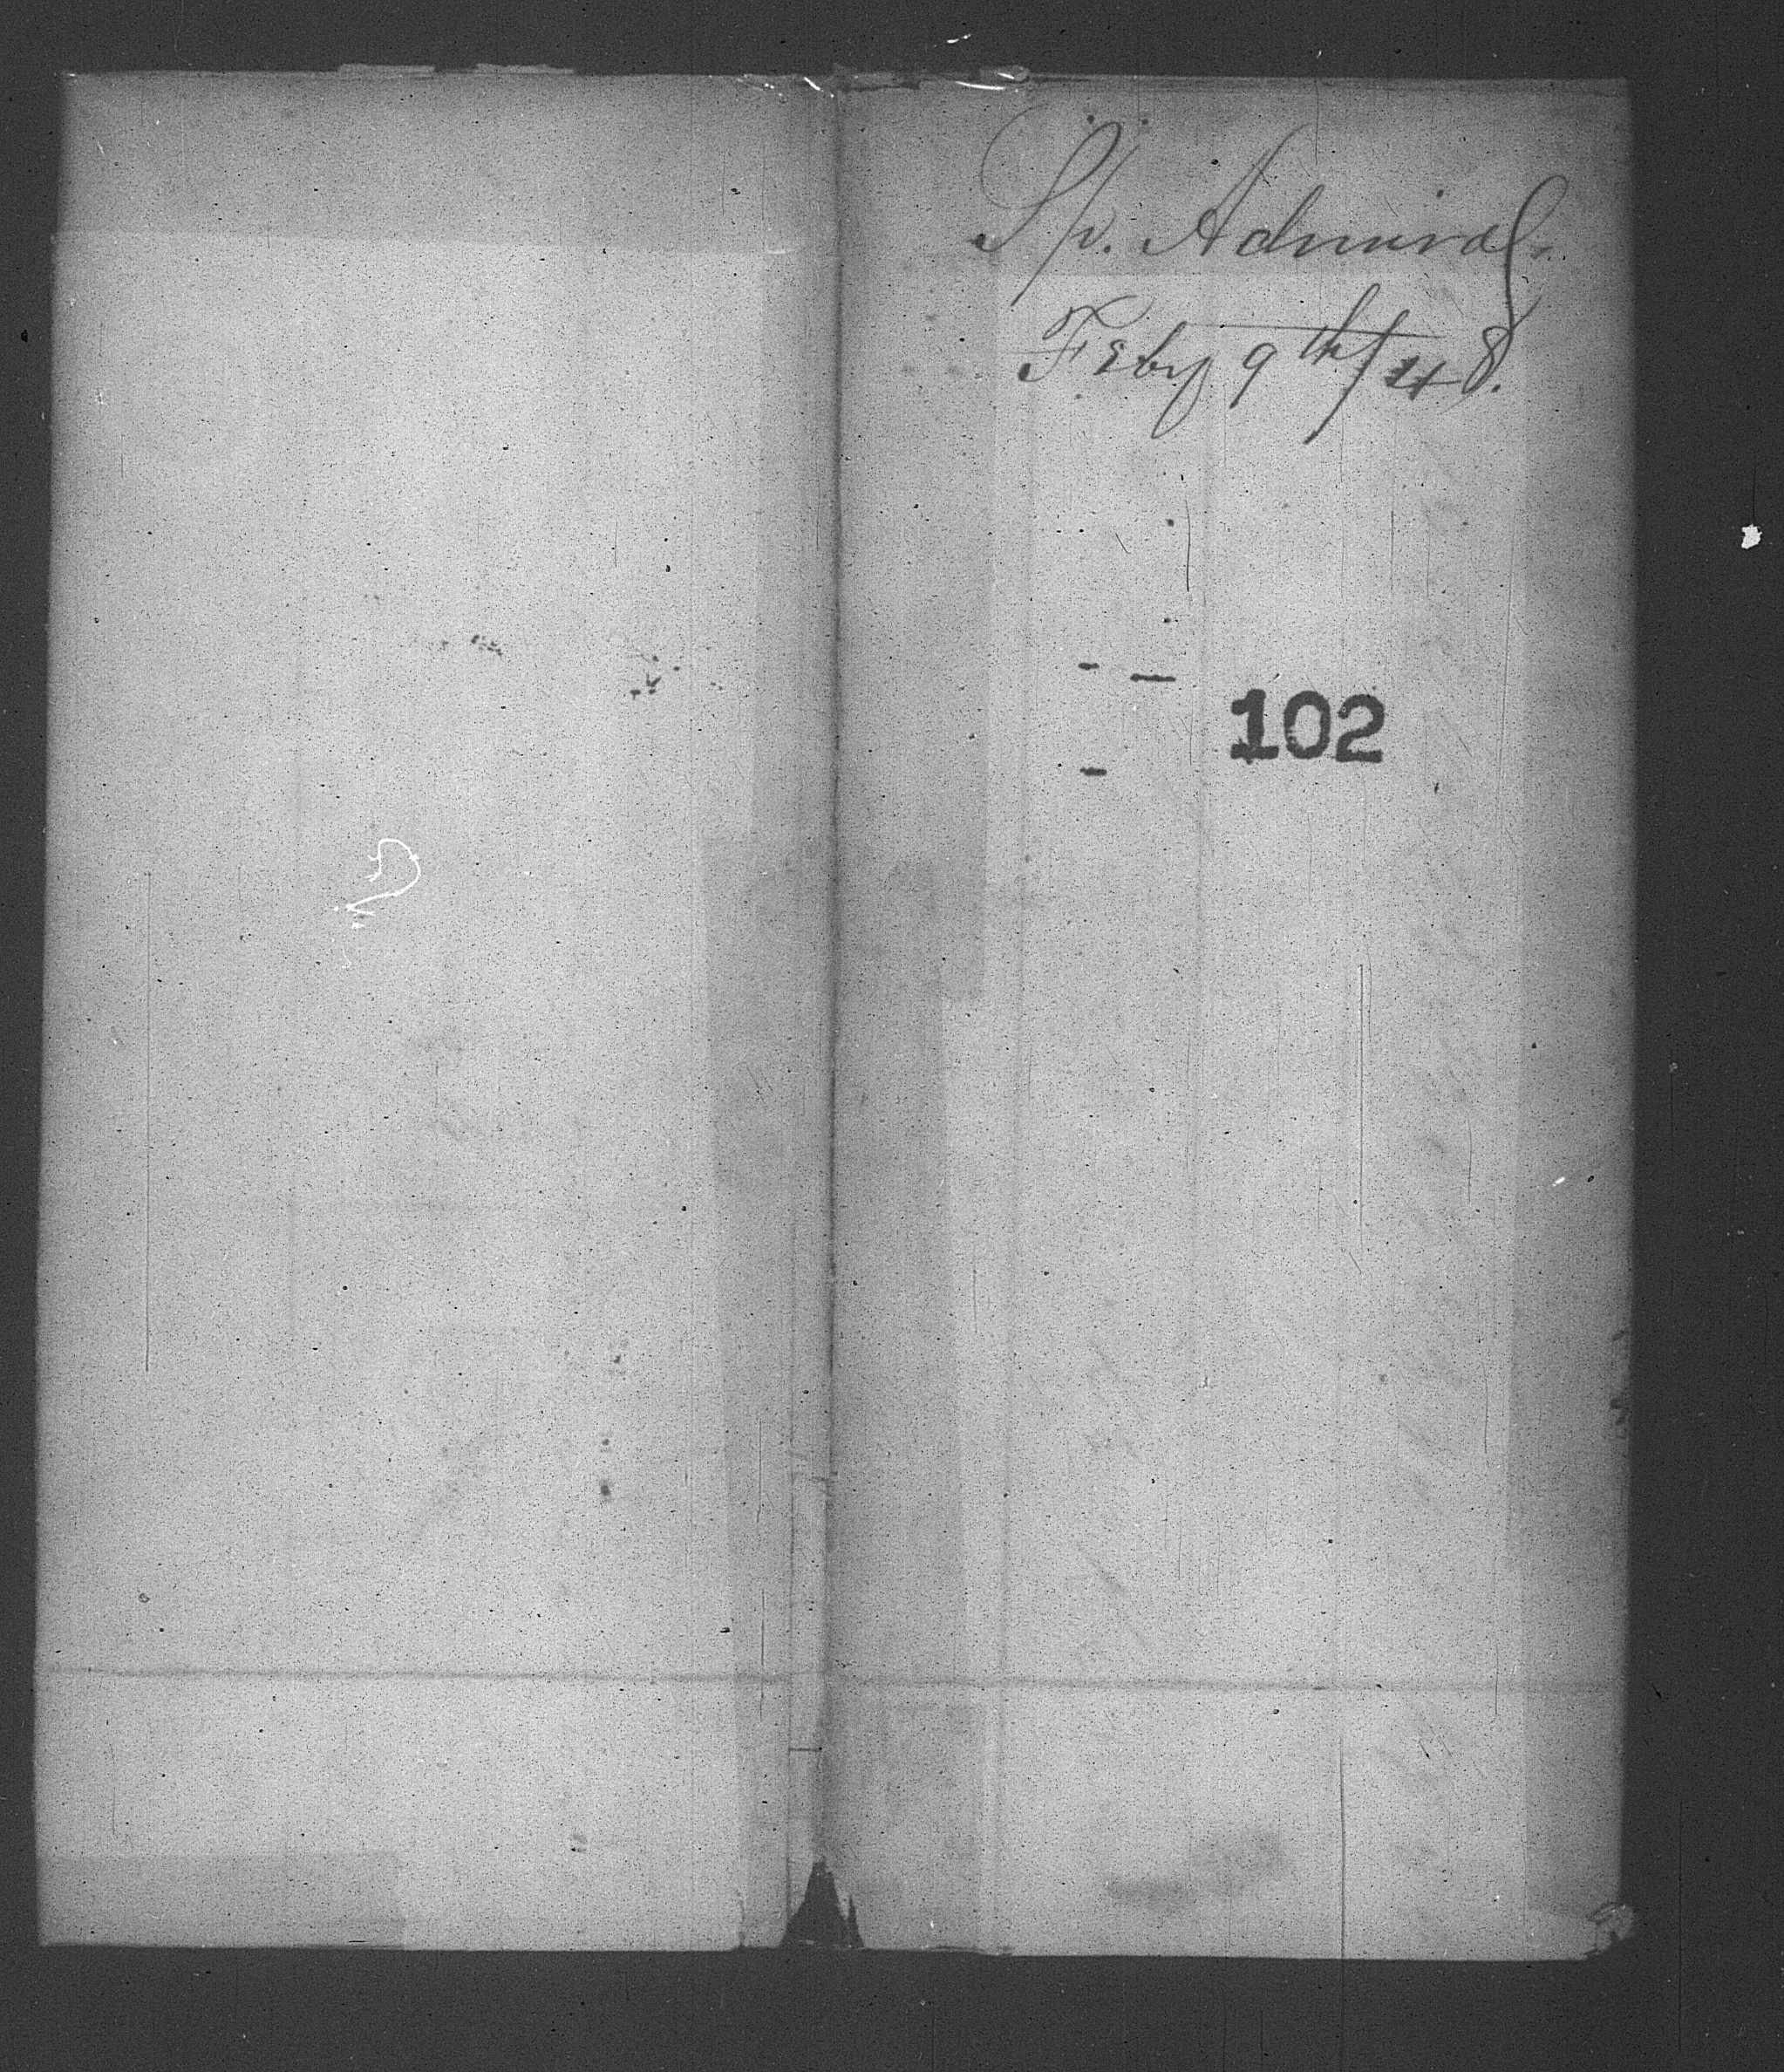 Sp. Admiral.
Feby 9th/48.
102